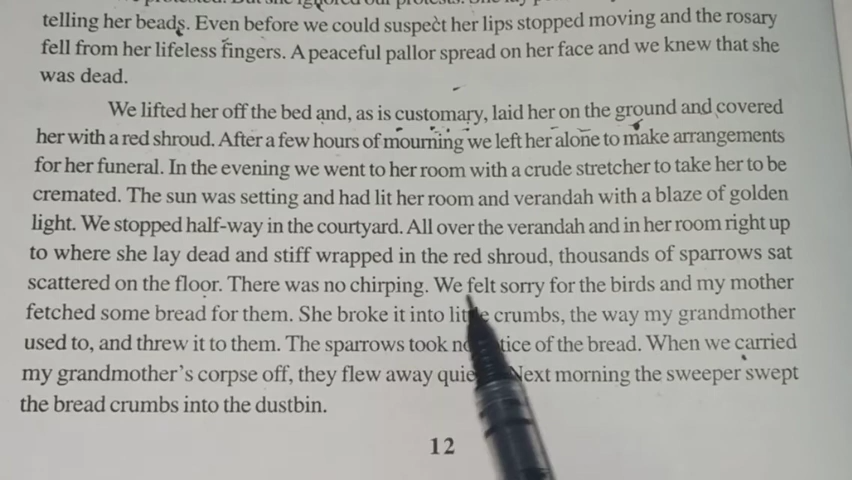 telling her beads. Even before we could suspect her lips stopped moving and the rosary
fell from her lifeless fingers. A peaceful pallor spread on her face and we knew that she
was dead.
We lifted her off the bed and, as is customary, laid her on the ground and covered
her with a red shroud. After a few hours of mourning we left her alone to make arrangements
for her funeral. In the evening we went to her room with a crude stretcher to take her to be
cremated. The sun was setting and had lit her room and verandah with a blaze of golden
light. We stopped half-way in the courtyard. All over the verandah and in her room right up
to where she lay dead and stiff wrapped in the red shroud, thousands of sparrows sat
scattered on the floor. There was no chirping. We felt sorry for the birds and my mother
fetched some bread for them. She broke it into crumbs, the way my grandmother
used to, and threw it to them. The sparrows took of the bread. When we carried
my grandmother's corpse off, they flew away Next morning the sweeper swept
the bread crumbs into the dustbin.
12